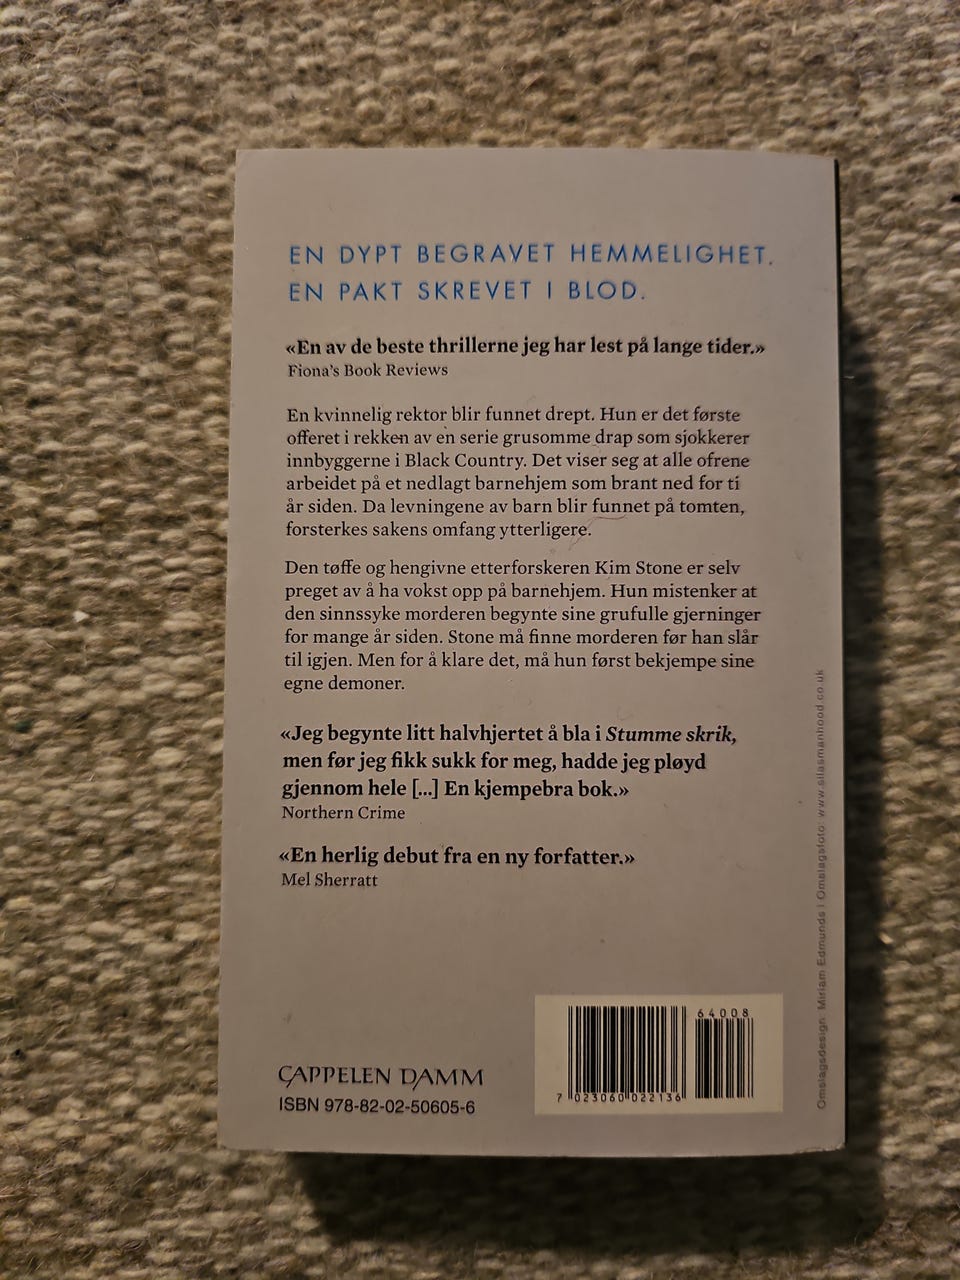 EN DYPT BEGRAVET HEMMELIGHET.
EN PAKT SKREVET I BLOD.
«En av de beste thrillerne jeg har lest på lange tider.»
Fiona's Book Reviews
En kvinnelig rektor blir funnet drept. Hun er det første
offeret i rekken av en serie grusomme drap som sjokkerer
innbyggerne i Black Country. Det viser seg at alle ofrene
arbeidet på et nedlagt barnehjem som brant ned for ti
år siden. Da levningene av barn blir funnet på tomten,
forsterkes sakens omfang ytterligere.
Den tøffe og hengivne etterforskeren Kim Stone er selv
preget av å ha vokst opp på barnehjem. Hun mistenker at
den sinnssyke morderen begynte sine grufulle gjerninger
for mange år siden. Stone må finne morderen før han slår
til igjen. Men for å klare det, må hun først bekjempe sine
egne demoner.
«Jeg begynte litt halvhjertet å bla i Stumme skrik,
men før jeg fikk sukk for meg, hadde jeg pløyd
gjennom hele [...] En kjempebra bok.»
Northern Crime
«En herlig debut fra en ny forfatter.»
Mel Sherratt
CAPPELEN DAMM
ISBN 978-82-02-50605-6
64008
7 023060 022136
Omslagsdesign: Miriam Edmunds | Omslagsfoto: www.silasmanhood.co.uk